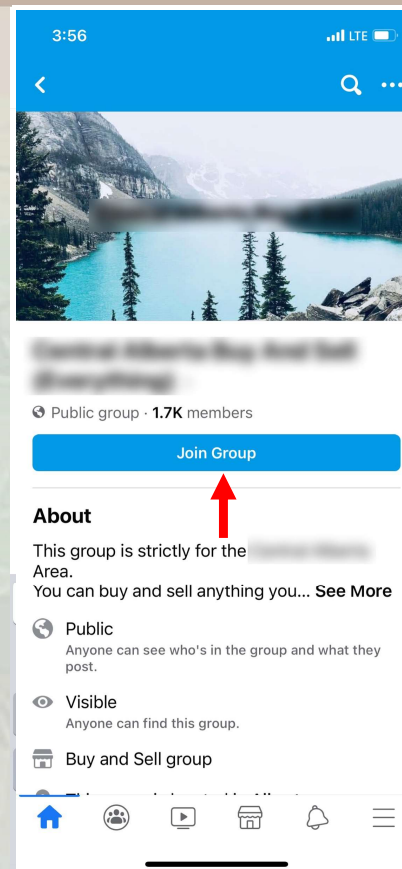 3:56
LTE
Public group · 1.7K members
Join Group
About
This group is strictly for the
Area.
You can buy and sell anything you... See More
Public
Anyone can see who's in the group and what they
post.
Visible
Anyone can find this group.
Buy and Sell group